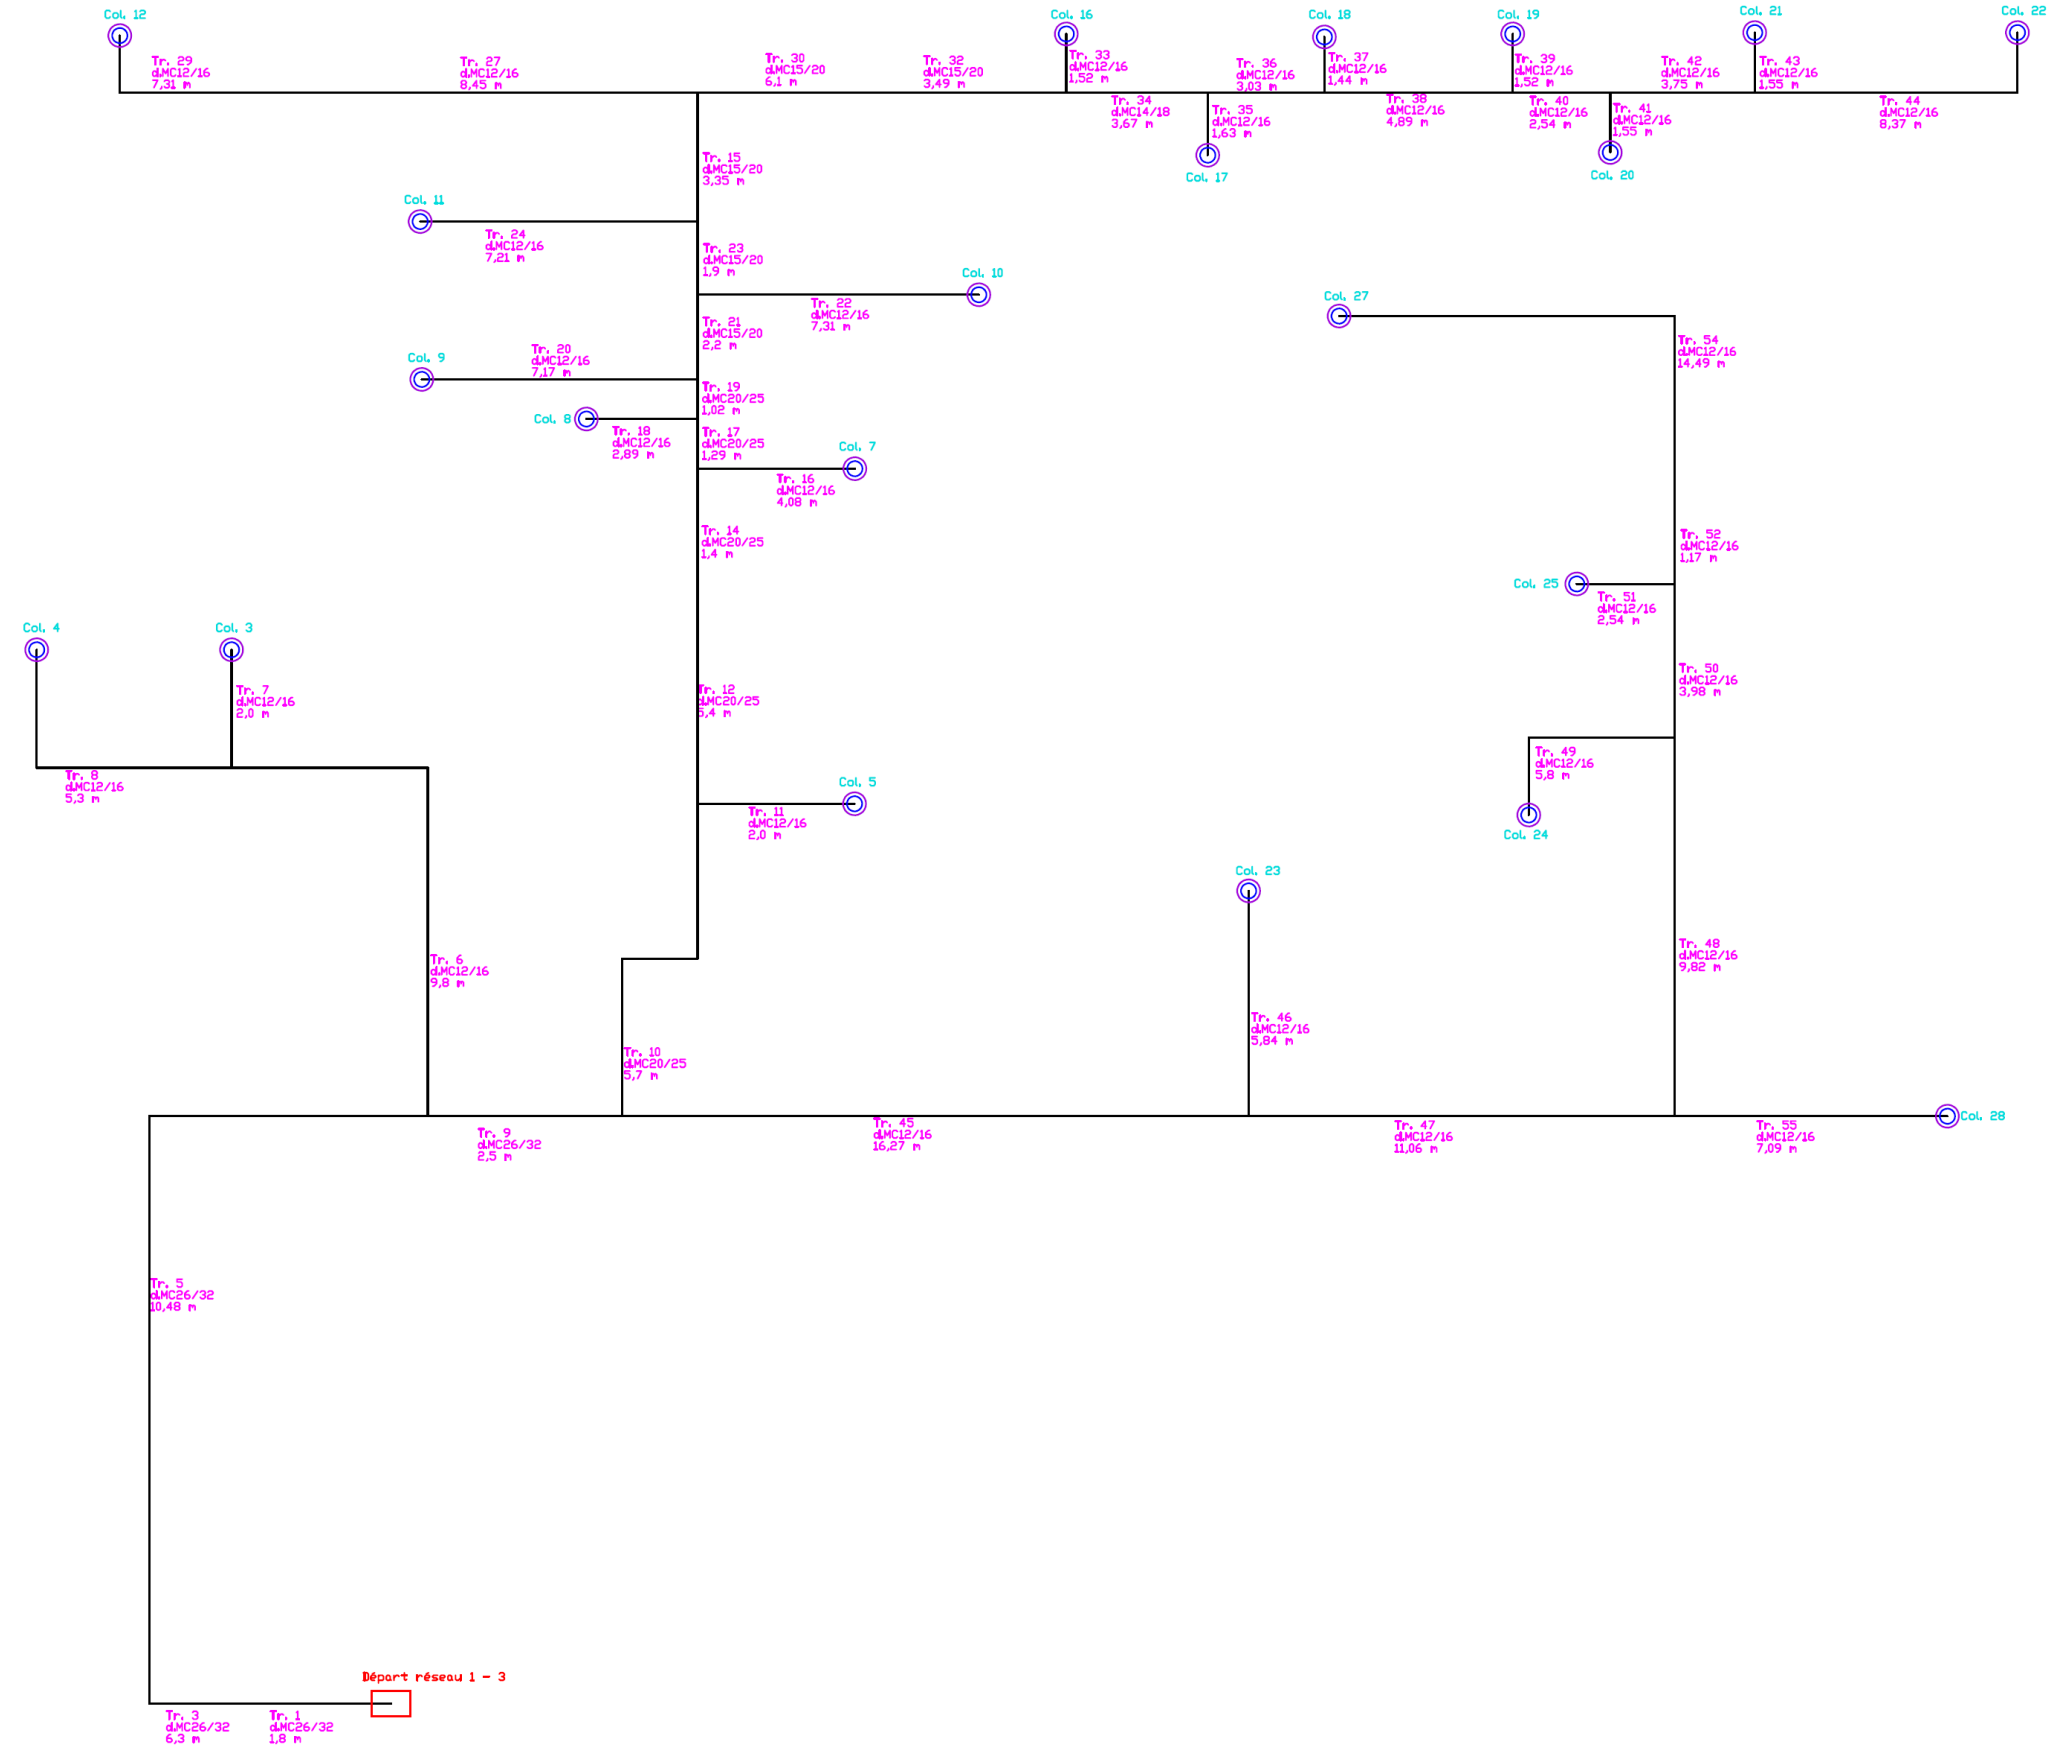 Col. 12
Col. 16
Col. 18
Col. 19
Col. 21
Col. 22
Tr. 29
d.MC12/16
7,31 m
Tr. 27
d.MC12/16
8,45 m
Tr. 30
d.MC15/20
6,1 m
Tr. 32
d.MC15/20
3,49 m
Tr. 33
d.MC12/16
1,52 m
Tr. 36
d.MC12/16
3,03 m
Tr. 37
d.MC12/16
1,44 m
Tr. 39
d.MC12/16
1,52 m
Tr. 42
d.MC12/16
3,75 m
Tr. 43
d.MC12/16
1,55 m
Tr. 34
d.MC14/18
3,67 m
Tr. 35
d.MC12/16
1,63 m
Tr. 38
d.MC12/16
4,89 m
Tr. 40
d.MC12/16
2,54 m
Tr. 41
d.MC12/16
1,55 m
Tr. 44
d.MC12/16
8,37 m
Col. 17
Col. 20
Tr. 15
d.MC15/20
3,35 m
Col. 11
Tr. 24
d.MC12/16
7,21 m
Tr. 23
d.MC15/20
1,9 m
Col. 10
Tr. 22
d.MC12/16
7,31 m
Col. 27
Tr. 21
d.MC15/20
2,2 m
Tr. 54
d.MC12/16
14,49 m
Col. 9
Tr. 20
d.MC12/16
7,17 m
Tr. 19
d.MC20/25
1,02 m
Col. 8
Tr. 18
d.MC12/16
2,89 m
Tr. 17
d.MC20/25
1,29 m
Col. 7
Tr. 16
d.MC12/16
4,08 m
Tr. 14
d.MC20/25
1,4 m
Tr. 52
d.MC12/16
1,17 m
Col. 25
Tr. 51
d.MC12/16
2,54 m
Col. 4
Col. 3
Tr. 7
d.MC12/16
2,0 m
Tr. 12
d.MC20/25
5,4 m
Tr. 50
d.MC12/16
3,98 m
Tr. 8
d.MC12/16
5,3 m
Col. 5
Tr. 11
d.MC12/16
2,0 m
Tr. 49
d.MC12/16
5,8 m
Col. 24
Col. 23
Tr. 6
d.MC12/16
9,8 m
Tr. 48
d.MC12/16
9,82 m
Tr. 46
d.MC12/16
5,84 m
Tr. 10
d.MC20/25
5,7 m
Tr. 9
d.MC26/32
2,5 m
Tr. 45
d.MC12/16
16,27 m
Tr. 47
d.MC12/16
11,06 m
Tr. 55
d.MC12/16
7,09 m
Col. 28
Tr. 5
d.MC26/32
10,48 m
Départ réseau 1 - 3
Tr. 3
d.MC26/32
6,3 m
Tr. 1
d.MC26/32
1,8 m